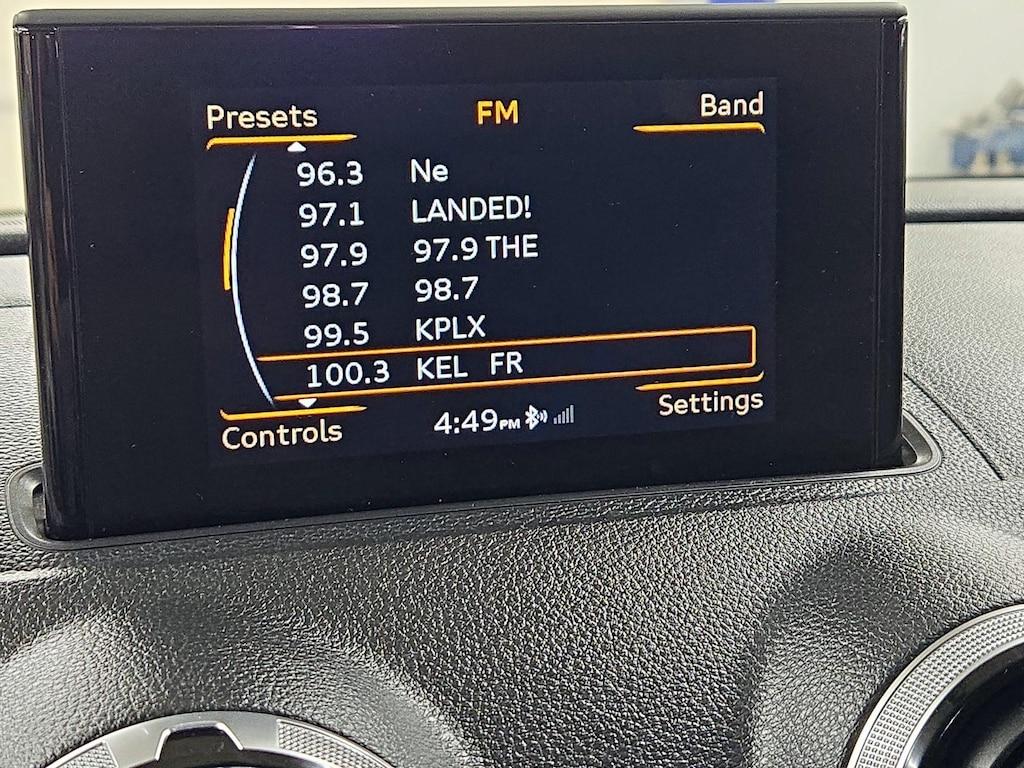 Presets FM Band
96.3 Ne
97.1 LANDED!
97.9 97.9 THE
98.7 98.7
99.5 KPLX
100.3 KEL FR
Controls 4:49PM Settings